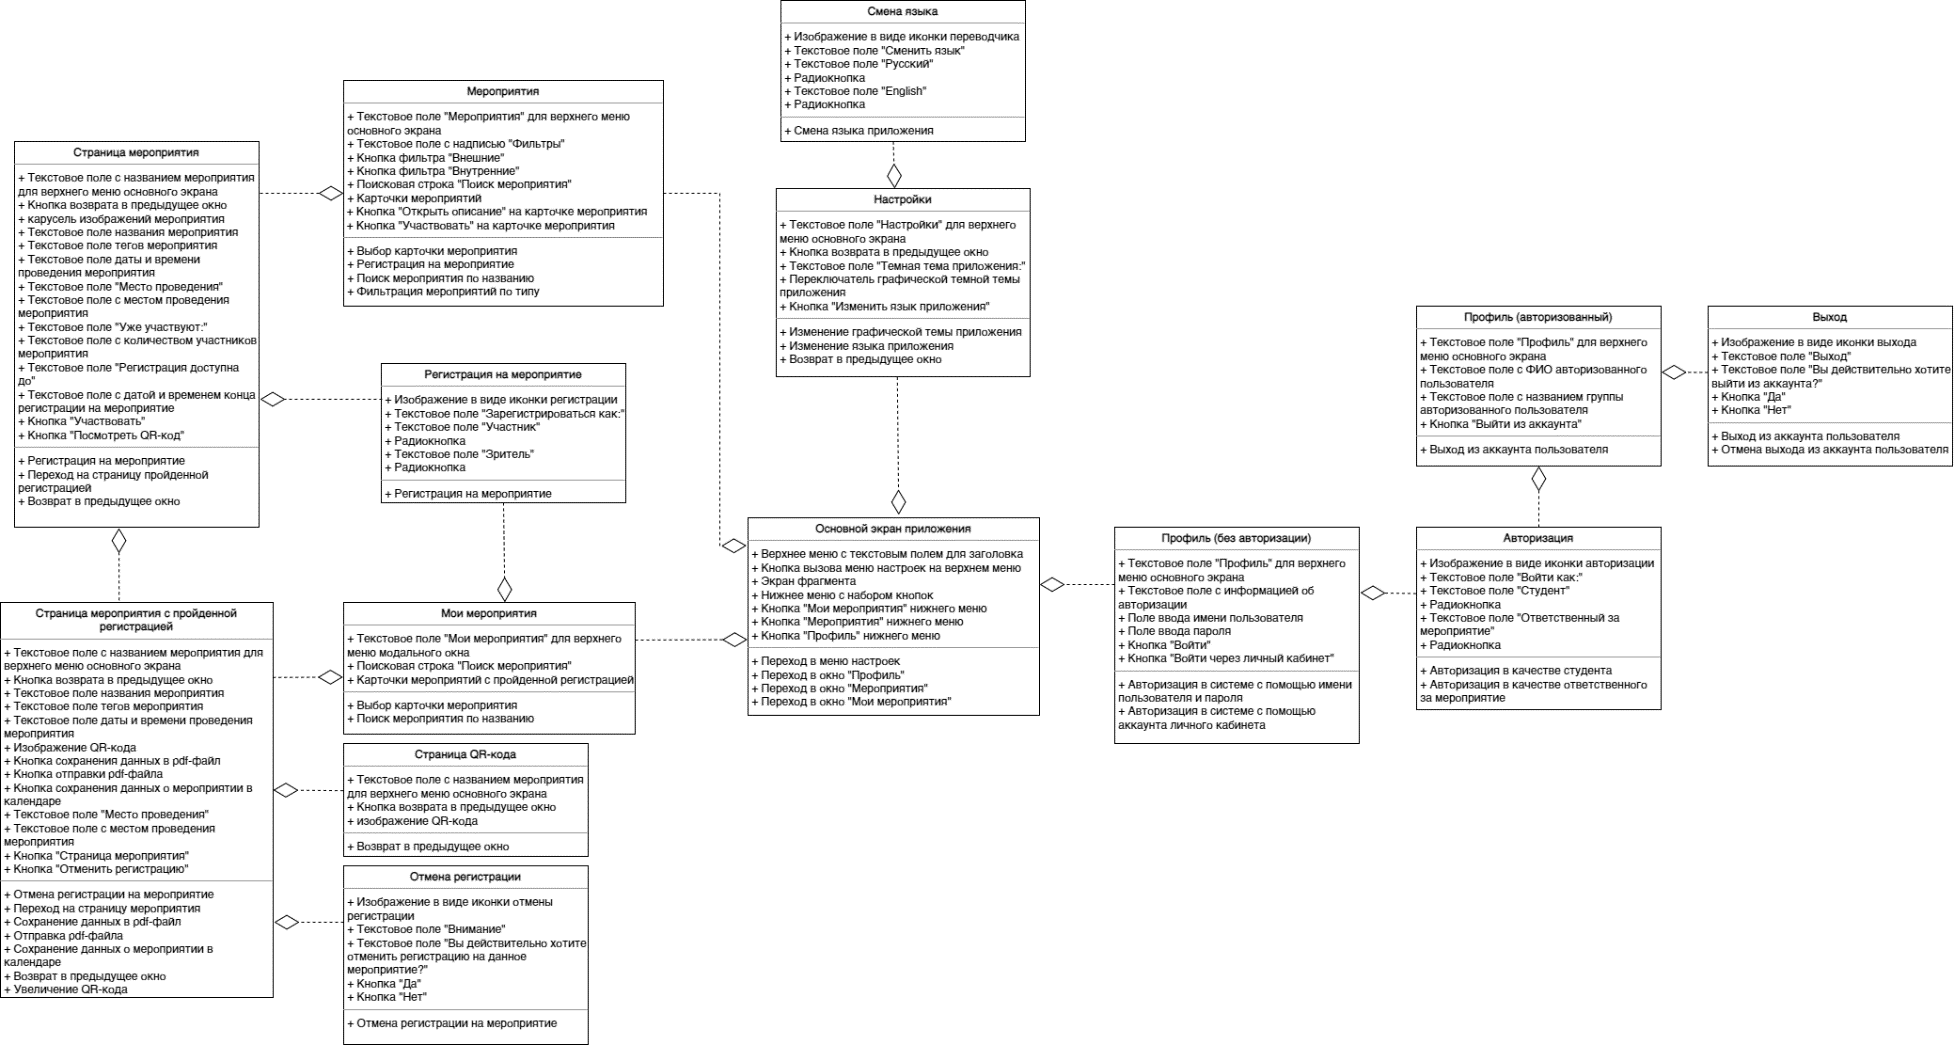 Смена языка
+ Изображение в виде иконки переводчика
+ Текстовое поле "Сменить язык"
+ Текстовое поле "Русский"
+ Радиокнопка
+ Текстовое поле "English"
+ Радиокнопка
+ Смена языка приложения
Мероприятия
+ Текстовое поле "Мероприятия" для верхнего меню
основного экрана
+ Текстовое поле с надписью "Фильтры"
+ Кнопка фильтра "Внешние"
+ Кнопка фильтра "Внутренние"
+ Поисковая строка "Поиск мероприятия"
+ Карточки мероприятий
+ Кнопка "Открыть описание" на карточке мероприятия
+ Кнопка "Участвовать" на карточке мероприятия
+ Выбор карточки мероприятия
+ Регистрация на мероприятие
+ Поиск мероприятия по названию
+ Фильтрация мероприятий по типу
Страница мероприятия
+ Текстовое поле с названием мероприятия
для верхнего меню основного экрана
+ Кнопка возврата в предыдущее окно
+ карусель изображений мероприятия
+ Текстовое поле названия мероприятия
+ Текстовое поле тегов мероприятия
+ Текстовое поле даты и времени
проведения мероприятия
+ Текстовое поле "Место проведения"
+ Текстовое поле с местом проведения
мероприятия
+ Текстовое поле "Уже участвуют:"
+ Текстовое поле с количеством участников
мероприятия
+ Текстовое поле "Регистрация доступна
до"
+ Текстовое поле с датой и временем конца
регистрации на мероприятие
+ Кнопка "Участвовать"
+ Кнопка "Посмотреть QR-код"
+ Регистрация на мероприятие
+ Переход на страницу пройденной
регистрацией
+ Возврат в предыдущее окно
Настройки
+ Текстовое поле "Настройки" для верхнего
меню основного экрана
+ Кнопка возврата в предыдущее окно
+ Текстовое поле "Темная тема приложения:"
+ Переключатель графической темной темы
приложения
+ Кнопка "Изменить язык приложения"
+ Изменение графической темы приложения
+ Изменение языка приложения
+ Возврат в предыдущее окно
Регистрация на мероприятие
+ Изображение в виде иконки регистрации
+ Текстовое поле "Зарегистрироваться как:"
+ Текстовое поле "Участник"
+ Радиокнопка
+ Текстовое поле "Зритель"
+ Радиокнопка
+ Регистрация на мероприятие
Профиль (авторизованный)
+ Текстовое поле "Профиль" для верхнего
меню основного экрана
+ Текстовое поле с ФИО авторизованного
пользователя
+ Текстовое поле с названием группы
авторизованного пользователя
+ Кнопка "Выйти из аккаунта"
+ Выход из аккаунта пользователя
Выход
+ Изображение в виде иконки выхода
+ Текстовое поле "Выход"
+ Текстовое поле "Вы действительно хотите
выйти из аккаунта?"
+ Кнопка "Да"
+ Кнопка "Нет"
+ Выход из аккаунта пользователя
+ Отмена выхода из аккаунта пользователя
Основной экран приложения
+ Верхнее меню с текстовым полем для заголовка
+ Кнопка вызова меню настроек на верхнем меню
+ Экран фрагмента
+ Нижнее меню с набором кнопок
+ Кнопка "Мои мероприятия" нижнего меню
+ Кнопка "Мероприятия" нижнего меню
+ Кнопка "Профиль" нижнего меню
+ Переход в меню настроек
+ Переход в окно "Профиль"
+ Переход в окно "Мероприятия"
+ Переход в окно "Мои мероприятия"
Профиль (без авторизации)
+ Текстовое поле "Профиль" для верхнего
меню основного экрана
+ Текстовое поле с информацией об
авторизации
+ Поле ввода имени пользователя
+ Поле ввода пароля
+ Кнопка "Войти"
+ Кнопка "Войти через личный кабинет"
+ Авторизация в системе с помощью имени
пользователя и пароля
+ Авторизация в системе с помощью
аккаунта личного кабинета
Авторизация
+ Изображение в виде иконки авторизации
+ Текстовое поле "Войти как:"
+ Текстовое поле "Студент"
+ Радиокнопка
+ Текстовое поле "Ответственный за
мероприятие"
+ Радиокнопка
+ Авторизация в качестве студента
+ Авторизация в качестве ответственного
за мероприятие
Страница мероприятия с пройденной
регистрацией
+ Текстовое поле с названием мероприятия для
верхнего меню основного экрана
+ Кнопка возврата в предыдущее окно
+ Текстовое поле названия мероприятия
+ Текстовое поле тегов мероприятия
+ Текстовое поле даты и времени проведения
мероприятия
+ Изображение QR-кода
+ Кнопка сохранения данных в pdf-файл
+ Кнопка отправки pdf-файла
+ Кнопка сохранения данных о мероприятии в
календаре
+ Текстовое поле "Место проведения"
+ Текстовое поле с местом проведения
мероприятия
+ Кнопка "Страница мероприятия"
+ Кнопка "Отменить регистрацию"
+ Отмена регистрации на мероприятие
+ Переход на страницу мероприятия
+ Сохранение данных в pdf-файл
+ Отправка pdf-файла
+ Сохранение данных о мероприятии в
календаре
+ Возврат в предыдущее окно
+ Увеличение QR-кода
Мои мероприятия
+ Текстовое поле "Мои мероприятия" для верхнего
меню модального окна
+ Поисковая строка "Поиск мероприятия"
+ Карточки мероприятий с пройденной регистрацией
+ Выбор карточки мероприятия
+ Поиск мероприятия по названию
Страница QR-кода
+ Текстовое поле с названием мероприятия
для верхнего меню основного экрана
+ Кнопка возврата в предыдущее окно
+ изображение QR-кода
+ Возврат в предыдущее окно
Отмена регистрации
+ Изображение в виде иконки отмены
регистрации
+ Текстовое поле "Внимание"
+ Текстовое поле "Вы действительно хотите
отменить регистрацию на данное
мероприятие?"
+ Кнопка "Да"
+ Кнопка "Нет"
+ Отмена регистрации на мероприятие